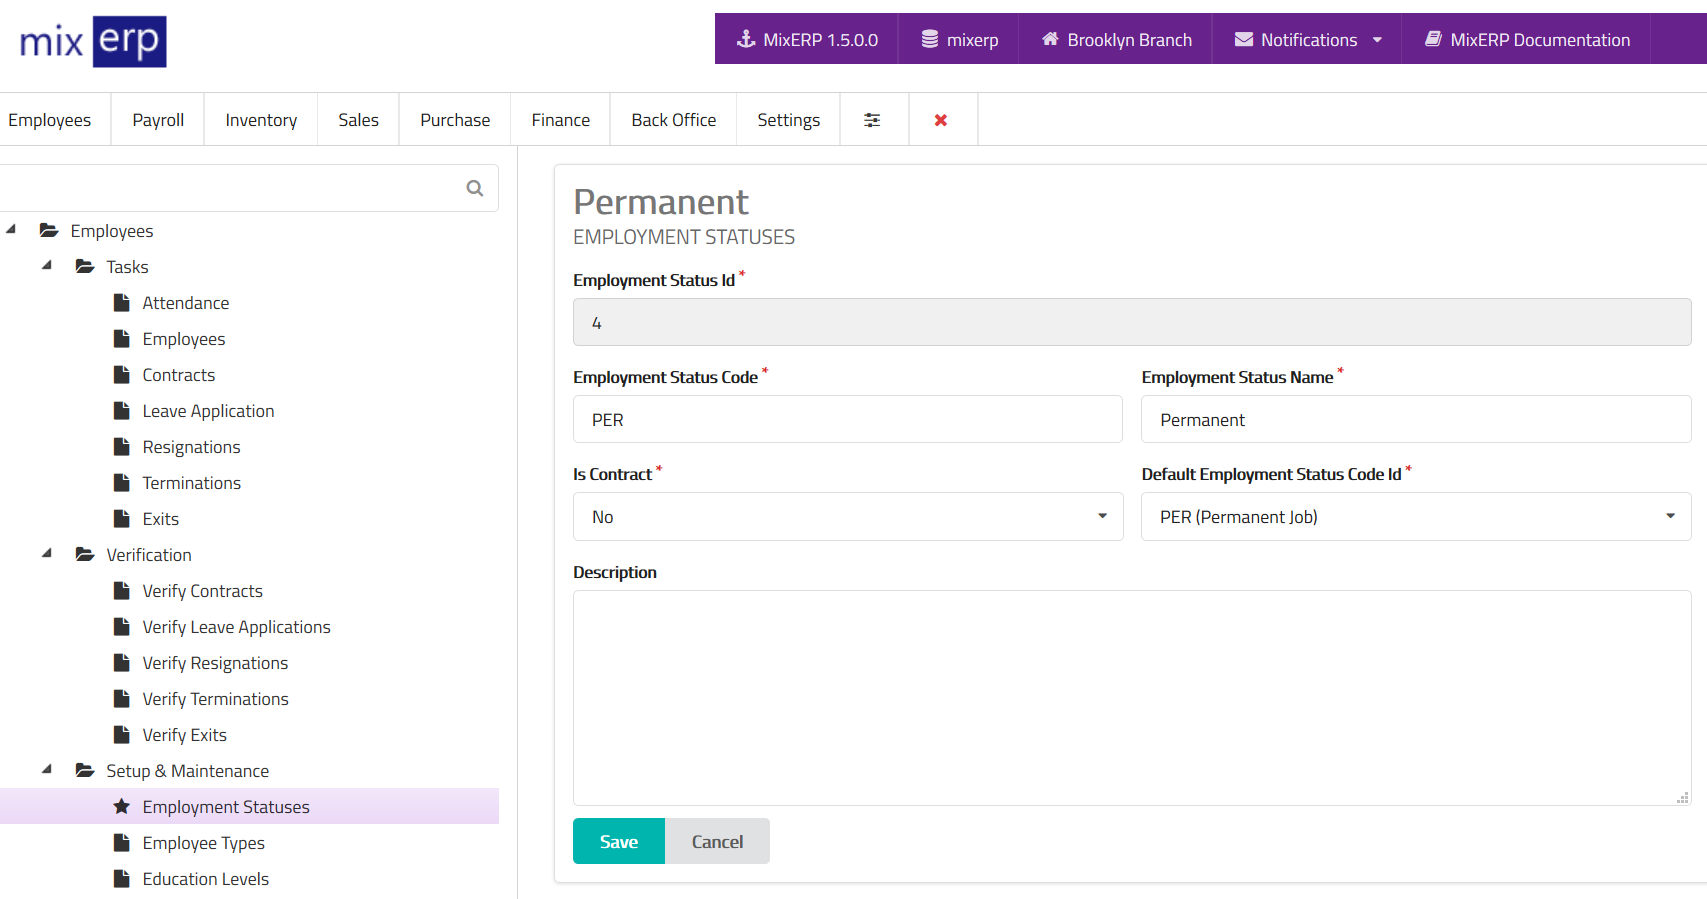 mix erp
MixERP 1.5.0.0 mixerp Brooklyn Branch Notifications MixERP Documentation
Employees Payroll Inventory Sales Purchase Finance Back Office Settings
Employees
Tasks
Attendance
Employees
Contracts
Leave Application
Resignations
Terminations
Exits
Verification
Verify Contracts
Verify Leave Applications
Verify Resignations
Verify Terminations
Verify Exits
Setup & Maintenance
Employment Statuses
Employee Types
Education Levels
Permanent
EMPLOYMENT STATUSES
Employment Status Id *
4
Employment Status Code * Employment Status Name *
PER Permanent
Is Contract * Default Employment Status Code Id *
No PER (Permanent Job)
Description
Save Cancel